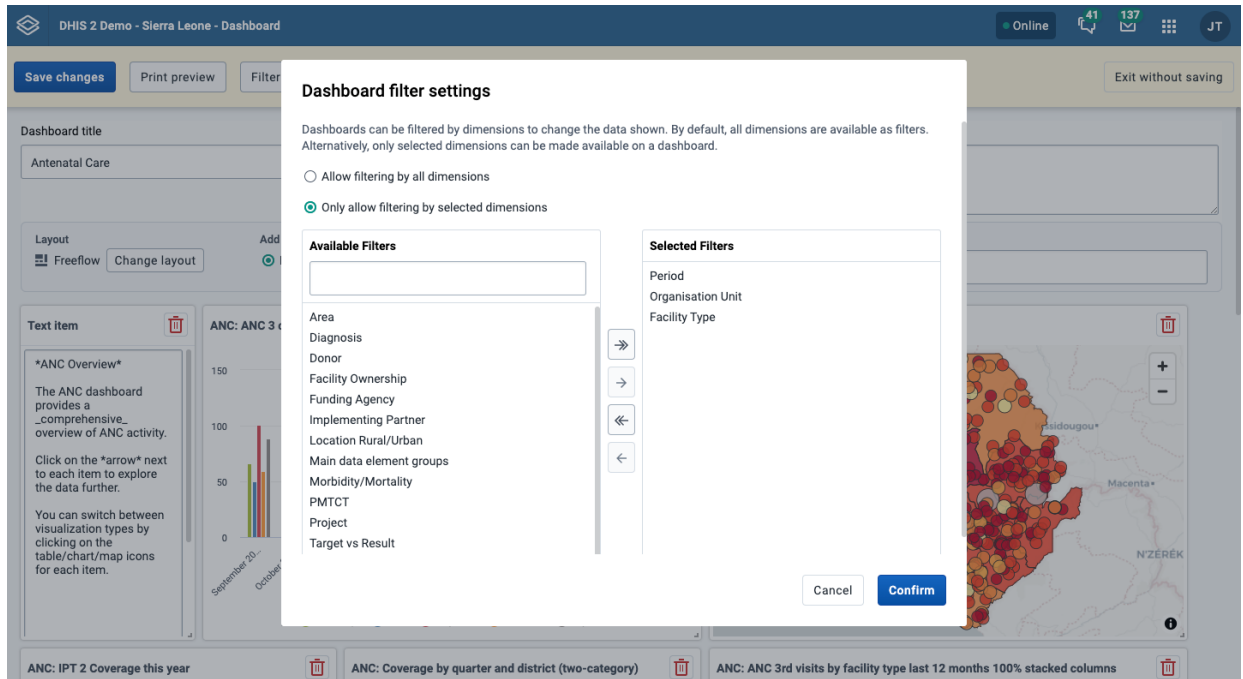 DHIS 2 Demo - Sierra Leone - Dashboard
Online
41
137
JT
Save changes
Print preview
Filter
Exit without saving
Dashboard title
Antenatal Care
Layout
Freeflow
Change layout
Add
Dashboard filter settings
Dashboards can be filtered by dimensions to change the data shown. By default, all dimensions are available as filters.
Alternatively, only selected dimensions can be made available on a dashboard.
Allow filtering by all dimensions
Only allow filtering by selected dimensions
Available Filters
Area
Diagnosis
Donor
Facility Ownership
Funding Agency
Implementing Partner
Location Rural/Urban
Main data element groups
Morbidity/Mortality
PMTCT
Project
Target vs Result
Selected Filters
Period
Organisation Unit
Facility Type
Cancel
Confirm
Text item
*ANC Overview*
The ANC dashboard
provides a
_comprehensive_
overview of ANC activity.
Click on the *arrow* next
to each item to explore
the data further.
You can switch between
visualization types by
clicking on the
table/chart/map icons
for each item.
ANC: ANC 3
150
100
50
0
September 20...
October
Macenta
N'ZÉRÉK
ANC: IPT 2 Coverage this year
ANC: Coverage by quarter and district (two-category)
ANC: ANC 3rd visits by facility type last 12 months 100% stacked columns